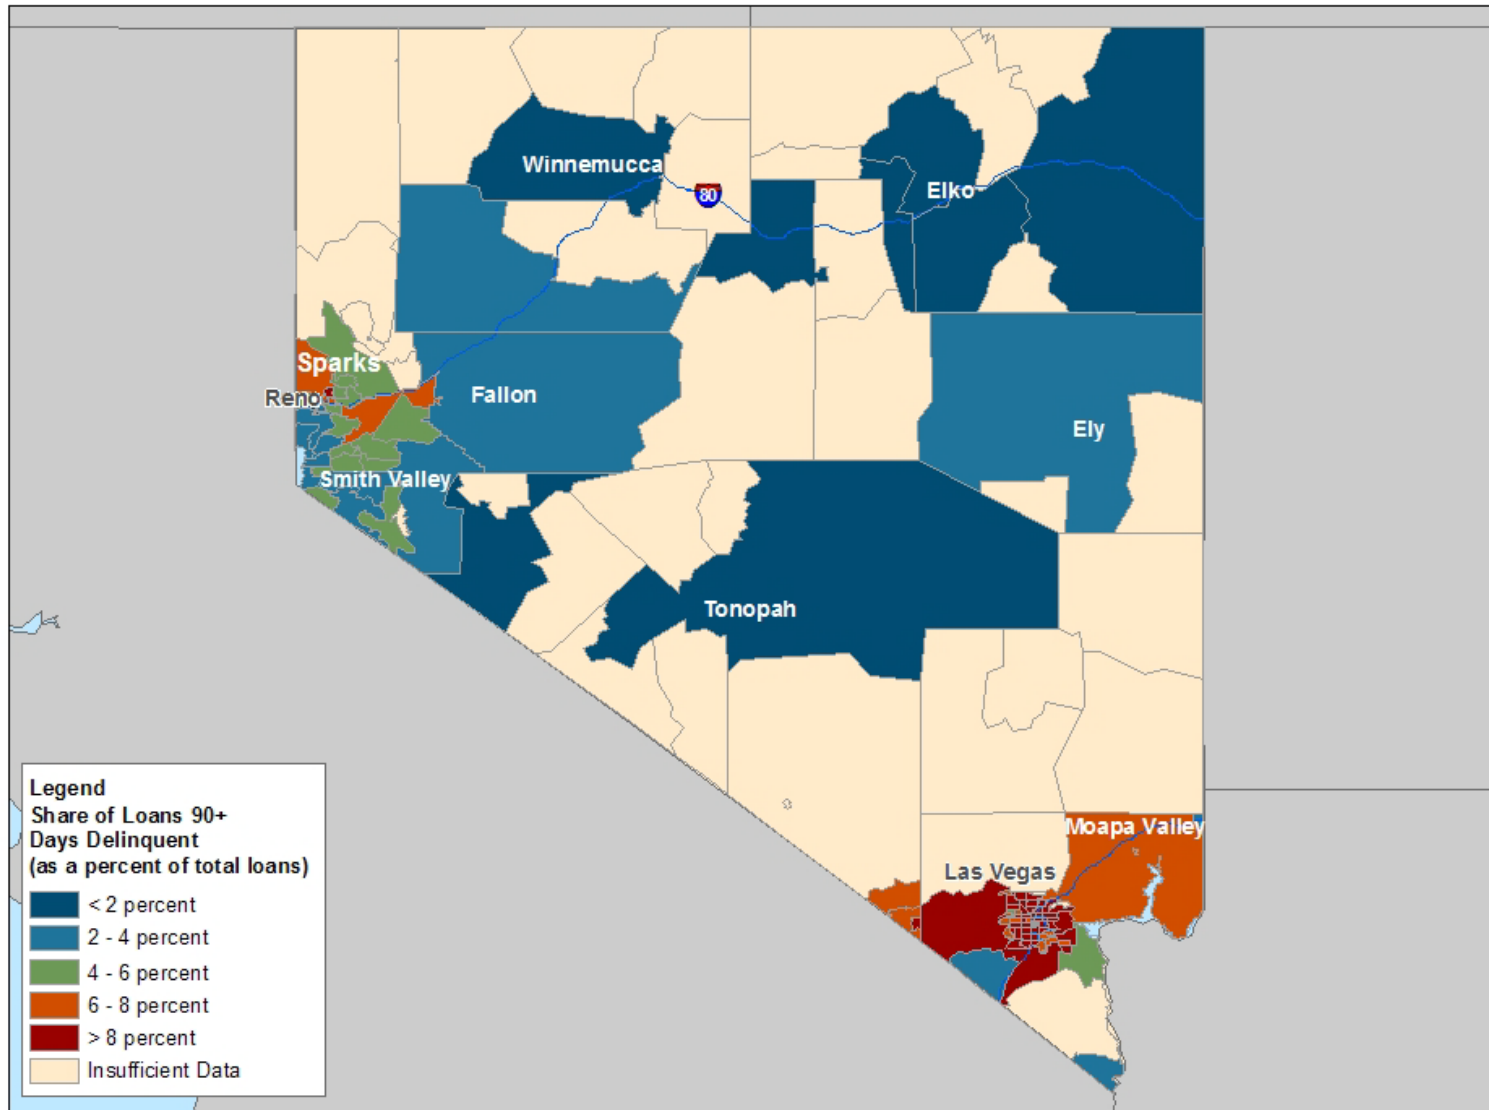 Winnemucca
80
Elko
Sparks
Reno
Fallon
Ely
Smith Valley
Tonopah
Moapa Valley
Las Vegas
Legend
Share of Loans 90+
Days Delinquent
(as a percent of total loans)
< 2 percent
2 - 4 percent
4 - 6 percent
6 - 8 percent
> 8 percent
Insufficient Data